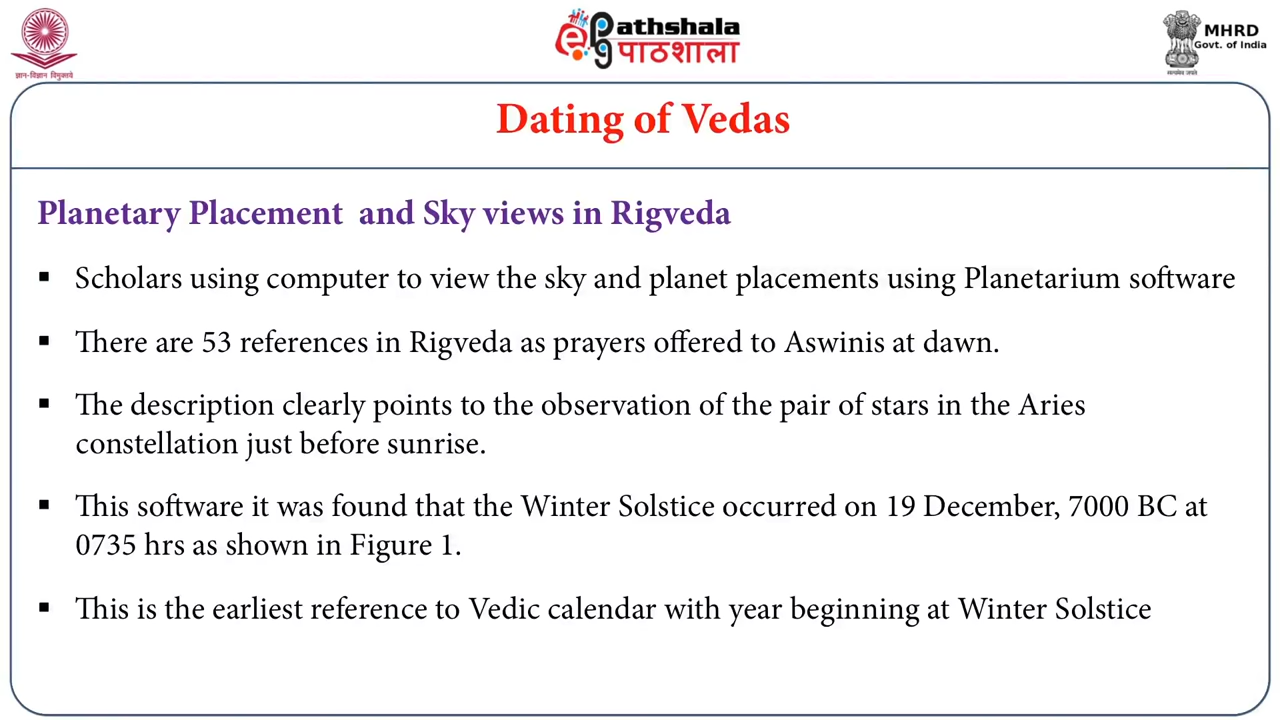 ज्ञान-विज्ञान विमुक्तये
ePathshala
पाठशाला
MHRD
Govt. of India
सत्यमेव जयते
Dating of Vedas
Planetary Placement and Sky views in Rigveda
▪ Scholars using computer to view the sky and planet placements using Planetarium software
▪ There are 53 references in Rigveda as prayers offered to Aswinis at dawn.
▪ The description clearly points to the observation of the pair of stars in the Aries
constellation just before sunrise.
▪ This software it was found that the Winter Solstice occurred on 19 December, 7000 BC at
0735 hrs as shown in Figure 1.
▪ This is the earliest reference to Vedic calendar with year beginning at Winter Solstice